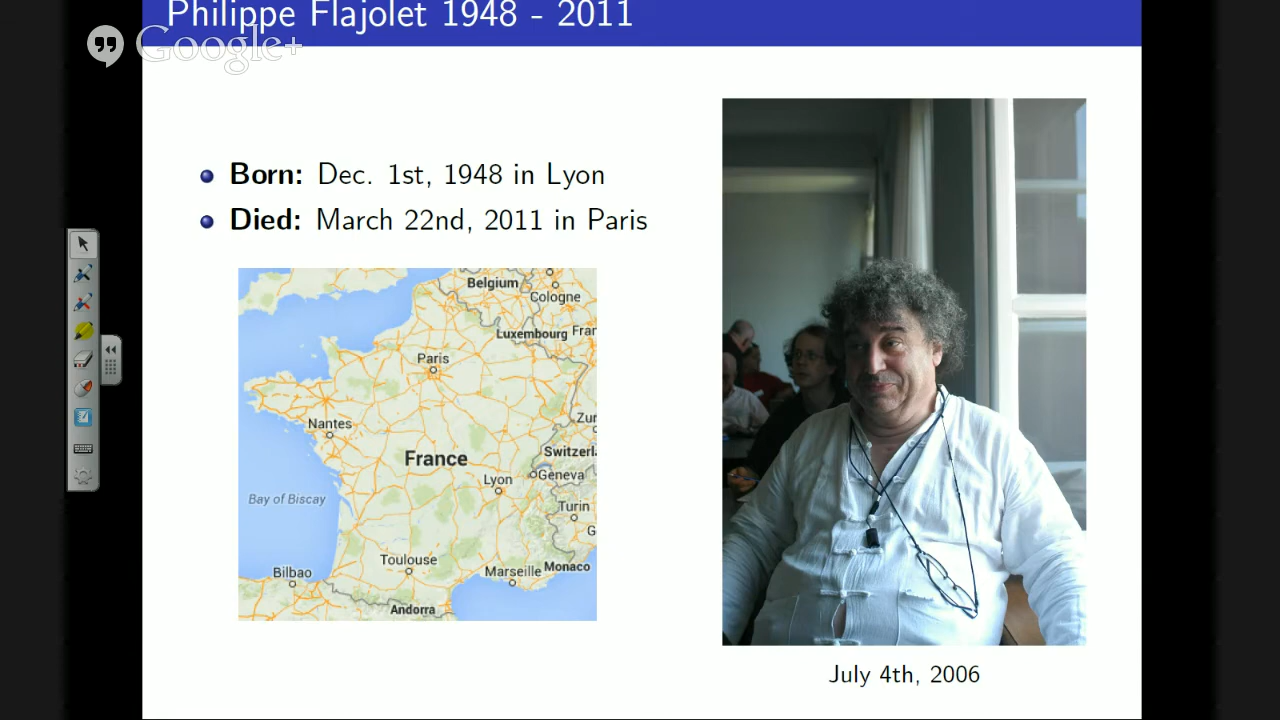 Philippe Flajolet 1948 - 2011
Google+
Born: Dec. 1st, 1948 in Lyon
Died: March 22nd, 2011 in Paris
Belgium
Cologne
Luxembourg
Fran
Paris
Nantes
Zur
France
Switzerl
Lyon
Geneva
Bay of Biscay
Turin
G
Toulouse
Bilbao
Marseille
Monaco
Andorra
July 4th, 2006